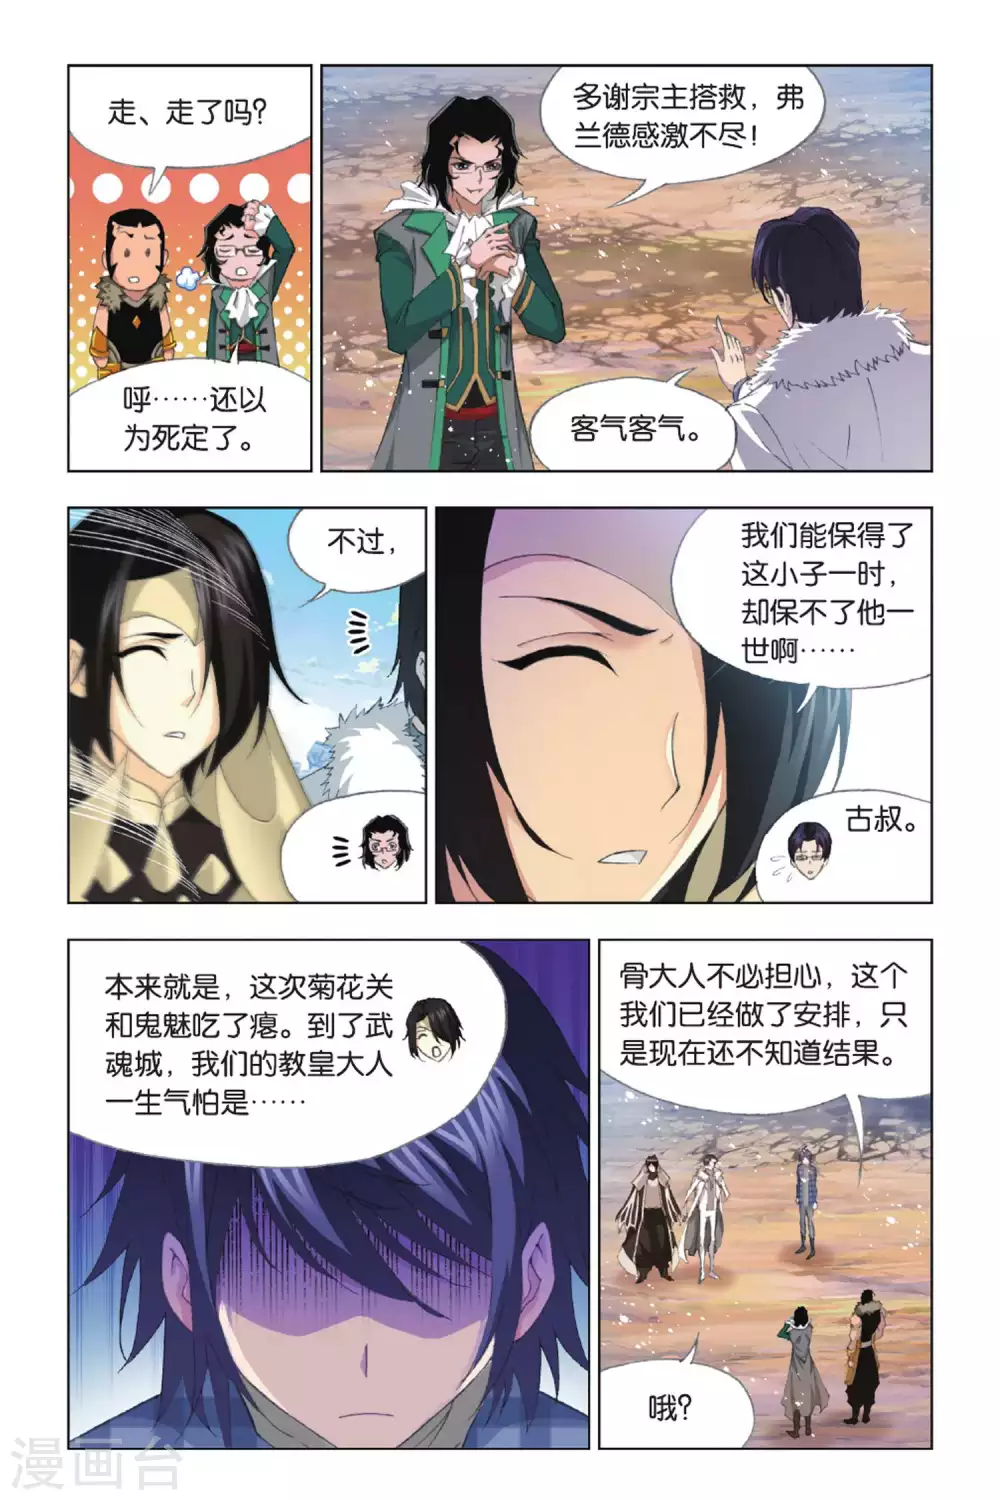 走、走了吗？
呼……还以
为死定了。
多谢宗主搭救，弗
兰德感激不尽！
客气客气。
不过，
我们能保得了
这小子一时，
却保不了他一
世啊……
古叔。
本来就是，这次菊花关
和鬼魅吃了瘪。到了武
魂城，我们的教皇大人
一生气怕是……
骨大人不必担心，这个
我们已经做了安排，只
是现在还不知道结果。
哦？
漫画台